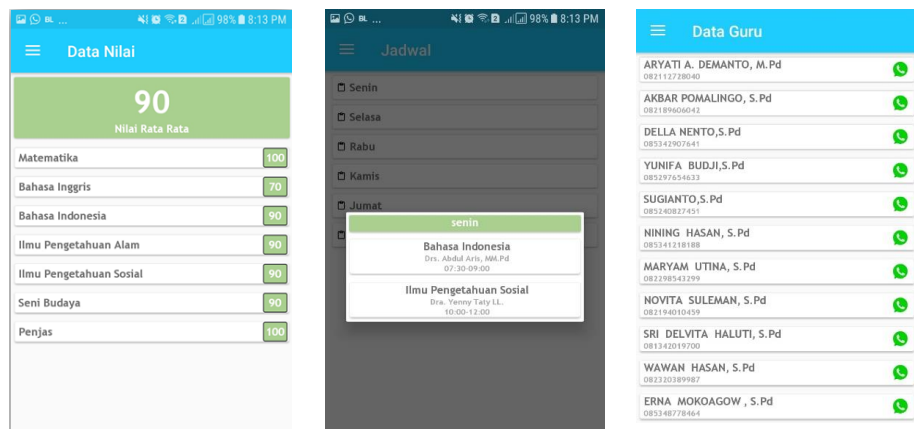 BL ... 98% 8:13 PM
Data Nilai
90
Nilai Rata Rata
Matematika 100
Bahasa Inggris 70
Bahasa Indonesia 90
Ilmu Pengetahuan Alam 90
Ilmu Pengetahuan Sosial 90
Seni Budaya 90
Penjas 100
BL ... 98% 8:13 PM
Jadwal
Senin
Selasa
Rabu
Kamis
Jumat
senin
Bahasa Indonesia
Drs. Abdul Aris, MM.Pd
07:30-09:00
Ilmu Pengetahuan Sosial
Dra. Yenny Taty LL.
10:00-12:00
Data Guru
ARYATI A. DEMANTO, M.Pd
082112728040
AKBAR POMALINGO, S.Pd
082189606042
DELLA NENTO,S.Pd
085342907641
YUNIFA BUDJI,S.Pd
085297654633
SUGIANTO,S.Pd
085240827451
NINING HASAN, S.Pd
085341218188
MARYAM UTINA, S.Pd
082298543299
NOVITA SULEMAN, S.Pd
082194010459
SRI DELVITA HALUTI, S.Pd
081342019700
WAWAN HASAN, S.Pd
082320389987
ERNA MOKOAGOW , S.Pd
085348778464